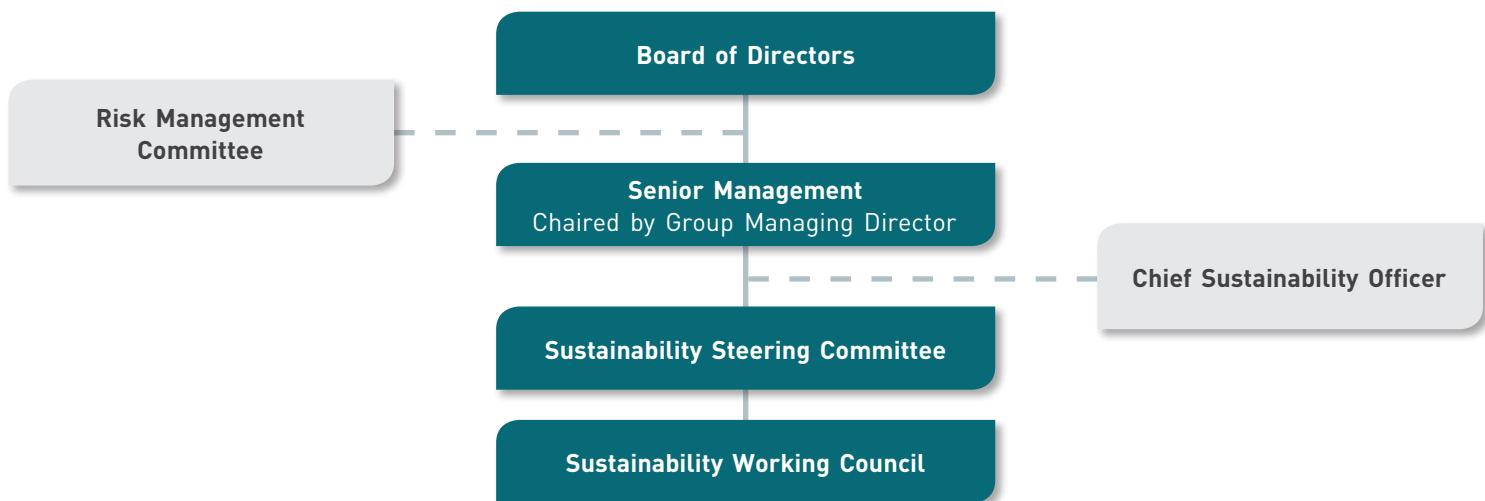 Board of Directors
Risk Management
Committee
Senior Management
Chaired by Group Managing Director
Chief Sustainability Officer
Sustainability Steering Committee
Sustainability Working Council